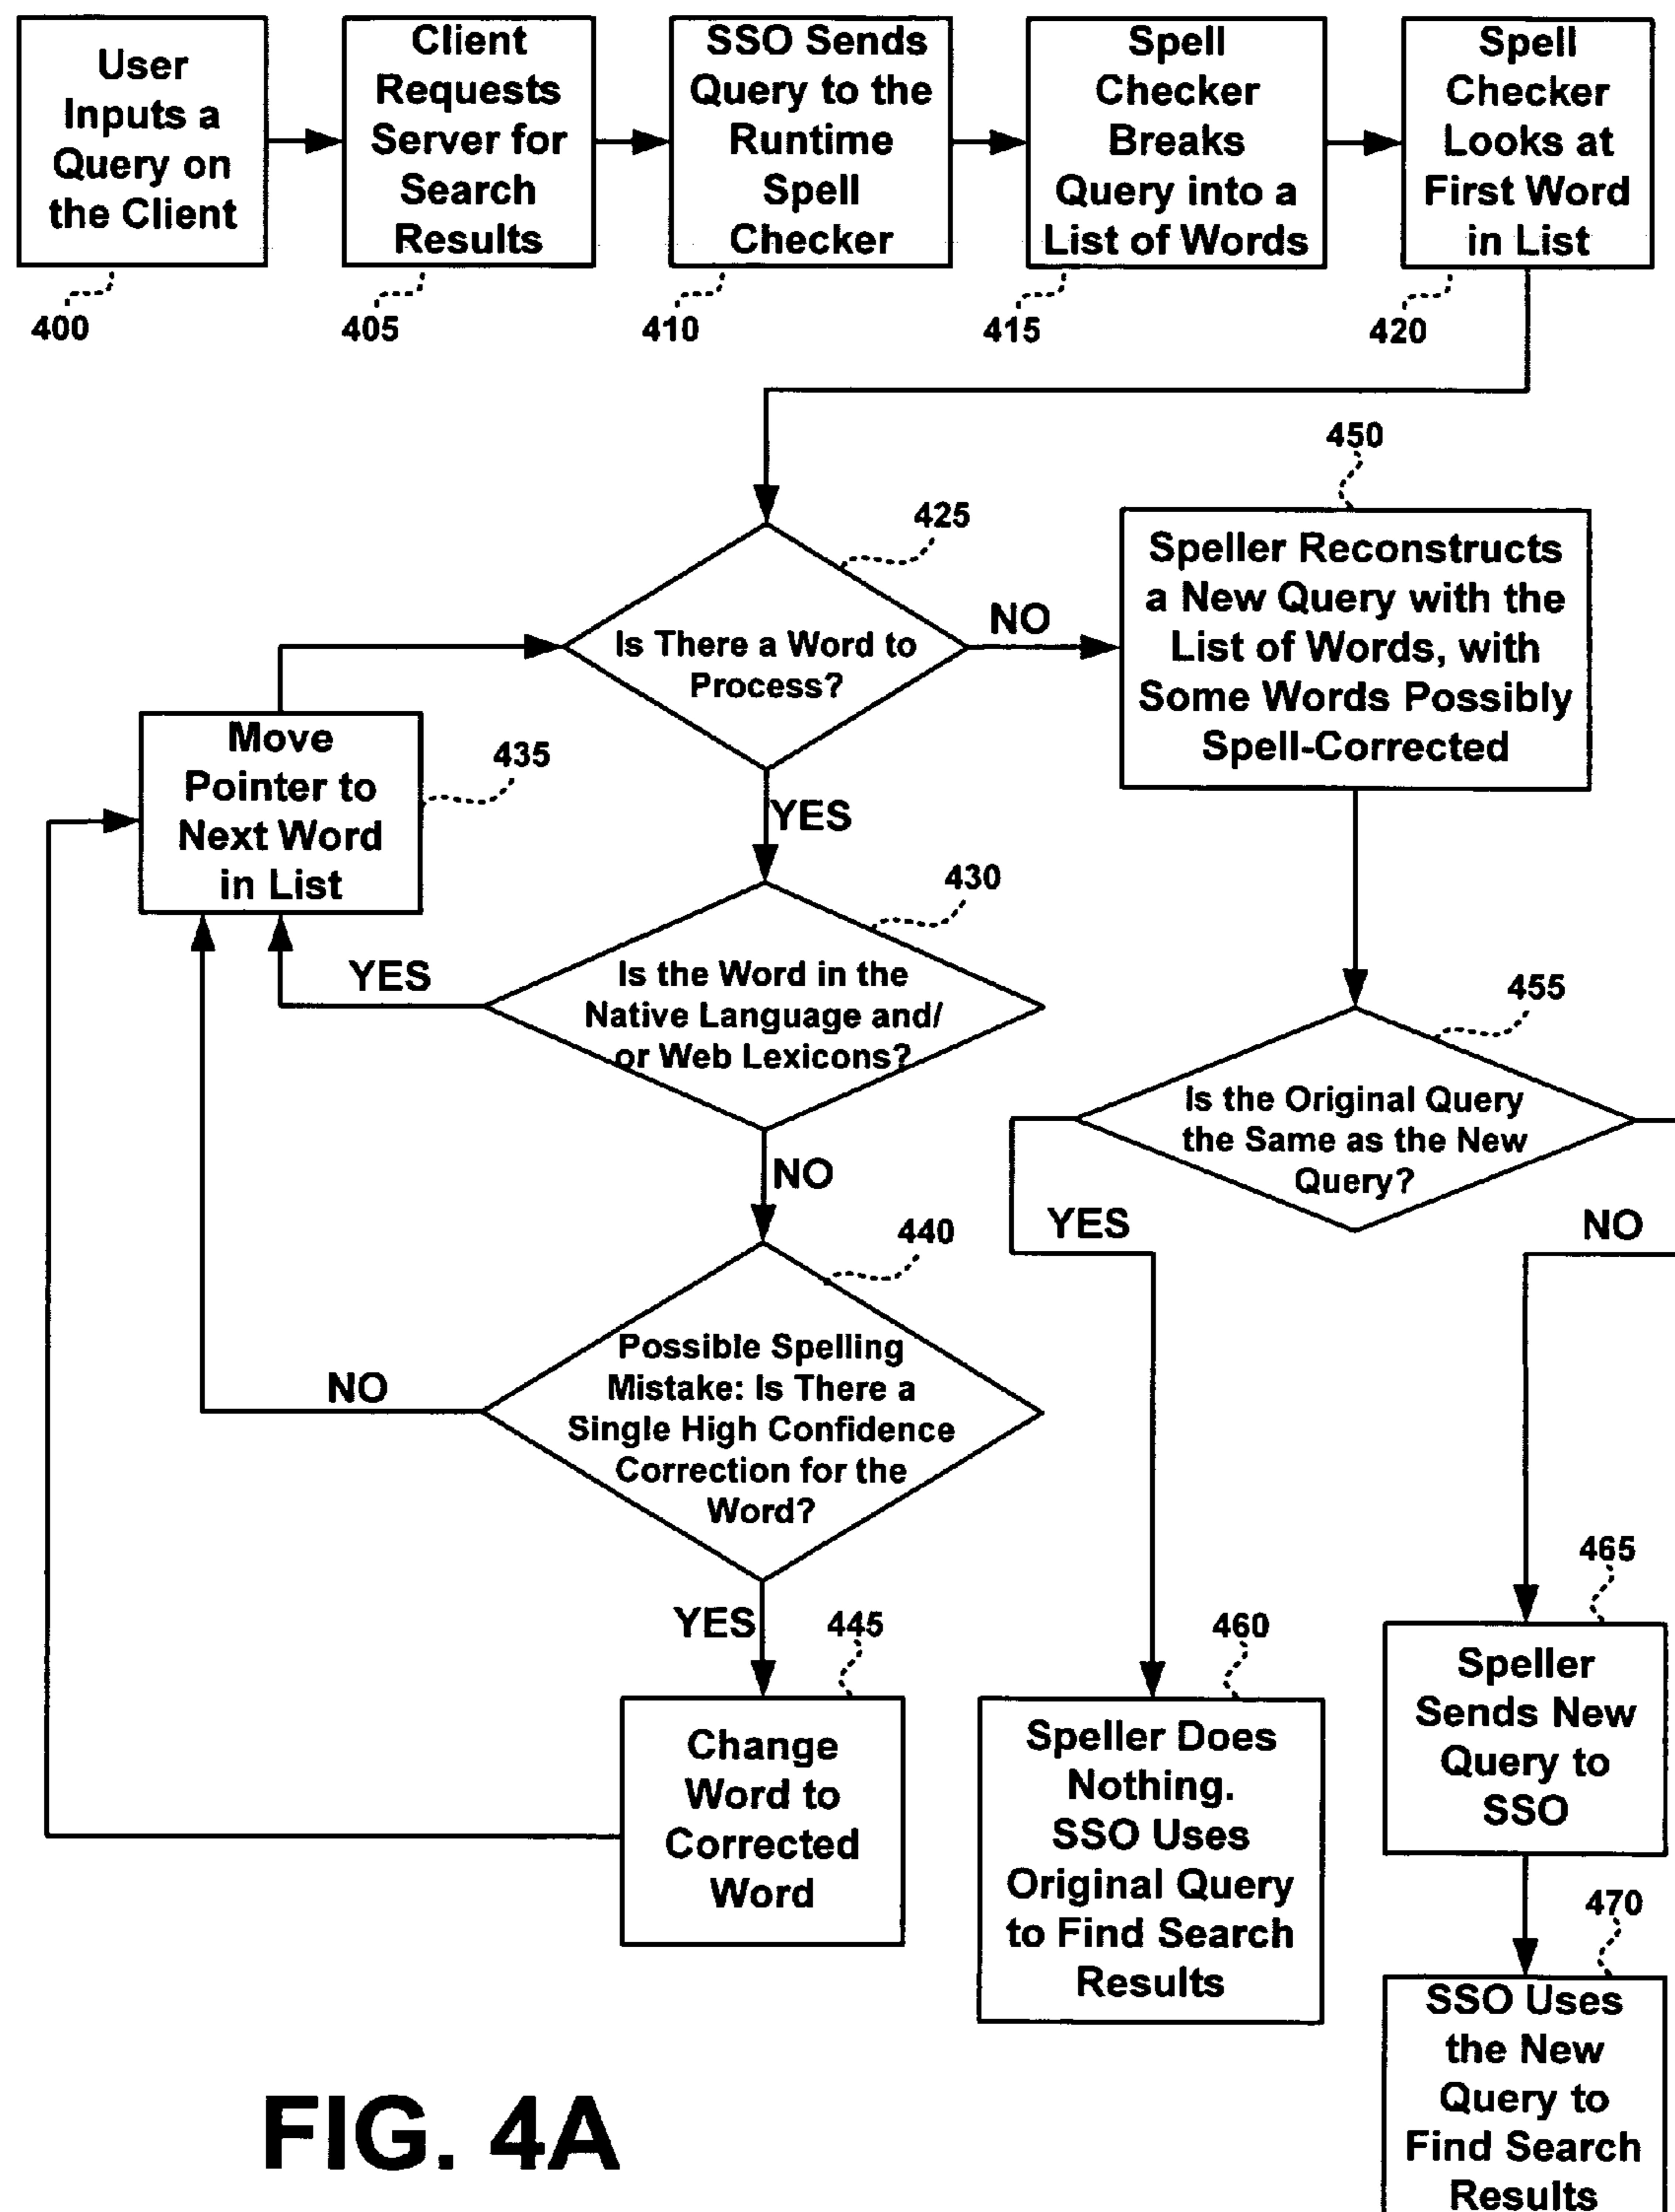 User
Inputs a
Query on
the Client
400
Client
Requests
Server for
Search
Results
405
SSO Sends
Query to the
Runtime
Spell
Checker
410
Spell
Checker
Breaks
Query into a
List of Words
415
Spell
Checker
Looks at
First Word
in List
420
425
Is There a Word to
Process?
NO
YES
450
Speller Reconstructs
a New Query with the
List of Words, with
Some Words Possibly
Spell-Corrected
Move
Pointer to
Next Word
in List
435
430
Is the Word in the
Native Language and/
or Web Lexicons?
YES
NO
455
Is the Original Query
the Same as the New
Query?
YES
NO
440
Possible Spelling
Mistake: Is There a
Single High Confidence
Correction for the
Word?
NO
YES
445
Change
Word to
Corrected
Word
460
Speller Does
Nothing.
SSO Uses
Original Query
to Find Search
Results
465
Speller
Sends New
Query to
SSO
470
SSO Uses
the New
Query to
Find Search
Results
FIG. 4A